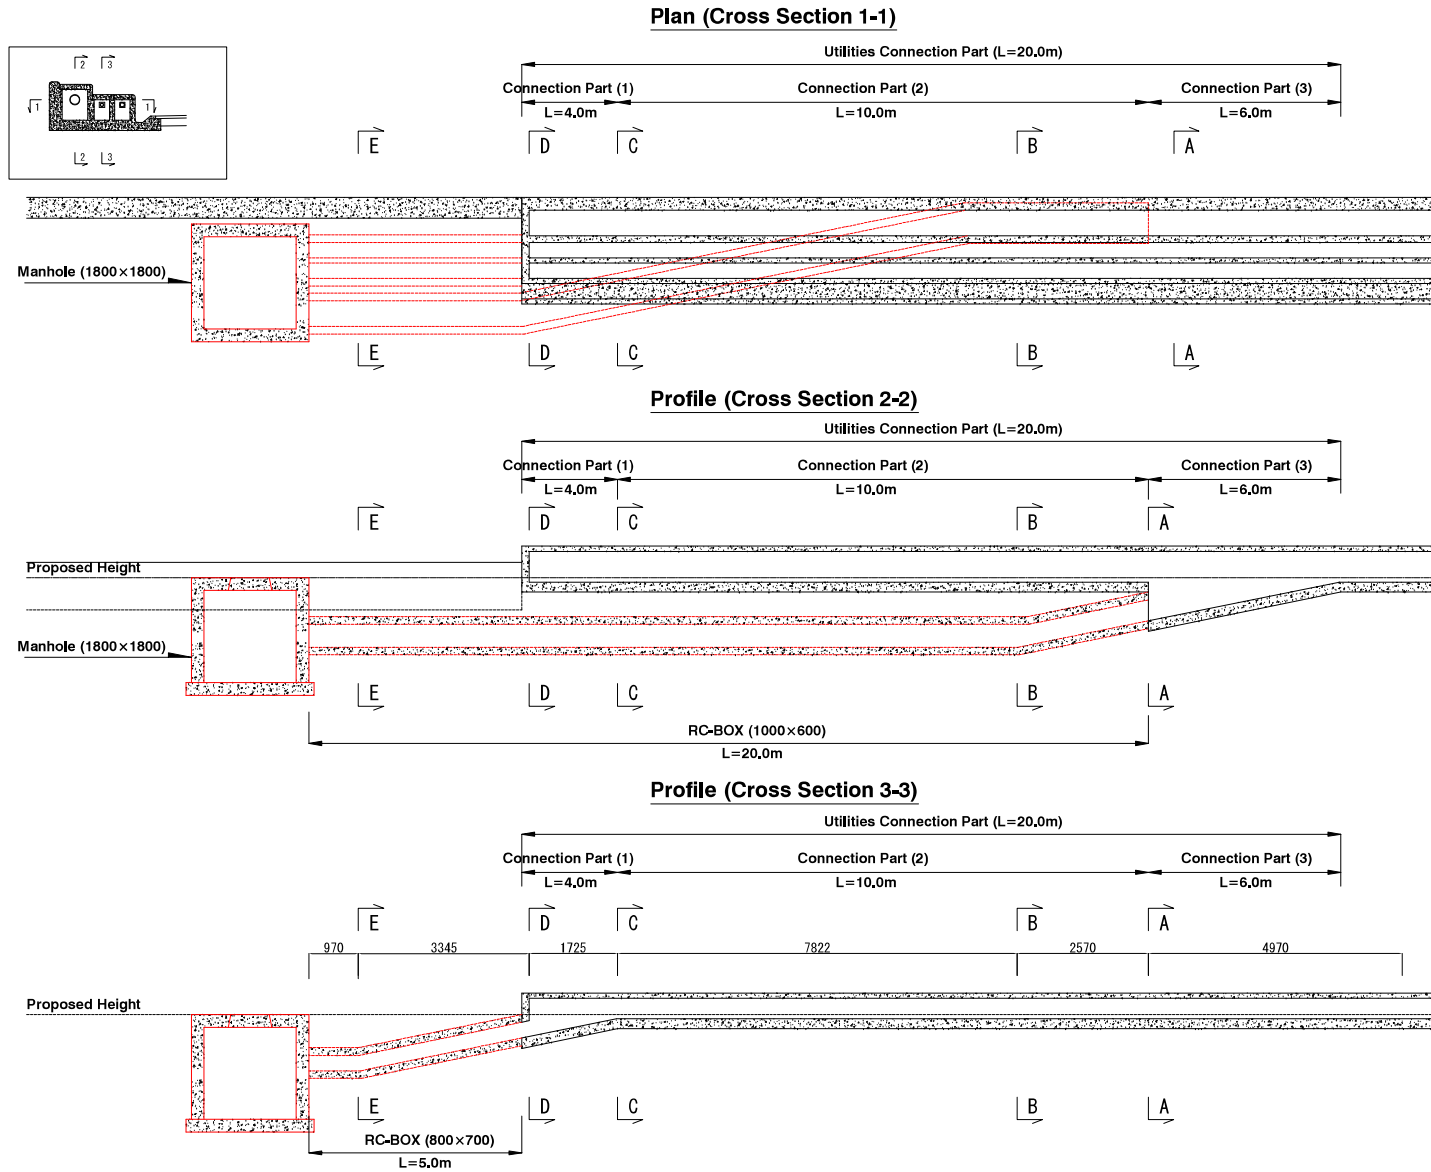 Plan (Cross Section 1-1)
Utilities Connection Part (L=20.0m)
Connection Part (1) Connection Part (2) Connection Part (3)
L=4.0m L=10.0m L=6.0m
2 3
1 1
2 3
E D C B A
Manhole (1800×1800)
E D C B A
Profile (Cross Section 2-2)
Utilities Connection Part (L=20.0m)
Connection Part (1) Connection Part (2) Connection Part (3)
L=4.0m L=10.0m L=6.0m
E D C B A
Proposed Height
Manhole (1800×1800)
E D C B A
RC-BOX (1000×600)
L=20.0m
Profile (Cross Section 3-3)
Utilities Connection Part (L=20.0m)
Connection Part (1) Connection Part (2) Connection Part (3)
L=4.0m L=10.0m L=6.0m
E D C B A
970 3345 1725 7822 2570 4970
Proposed Height
E D C B A
RC-BOX (800×700)
L=5.0m